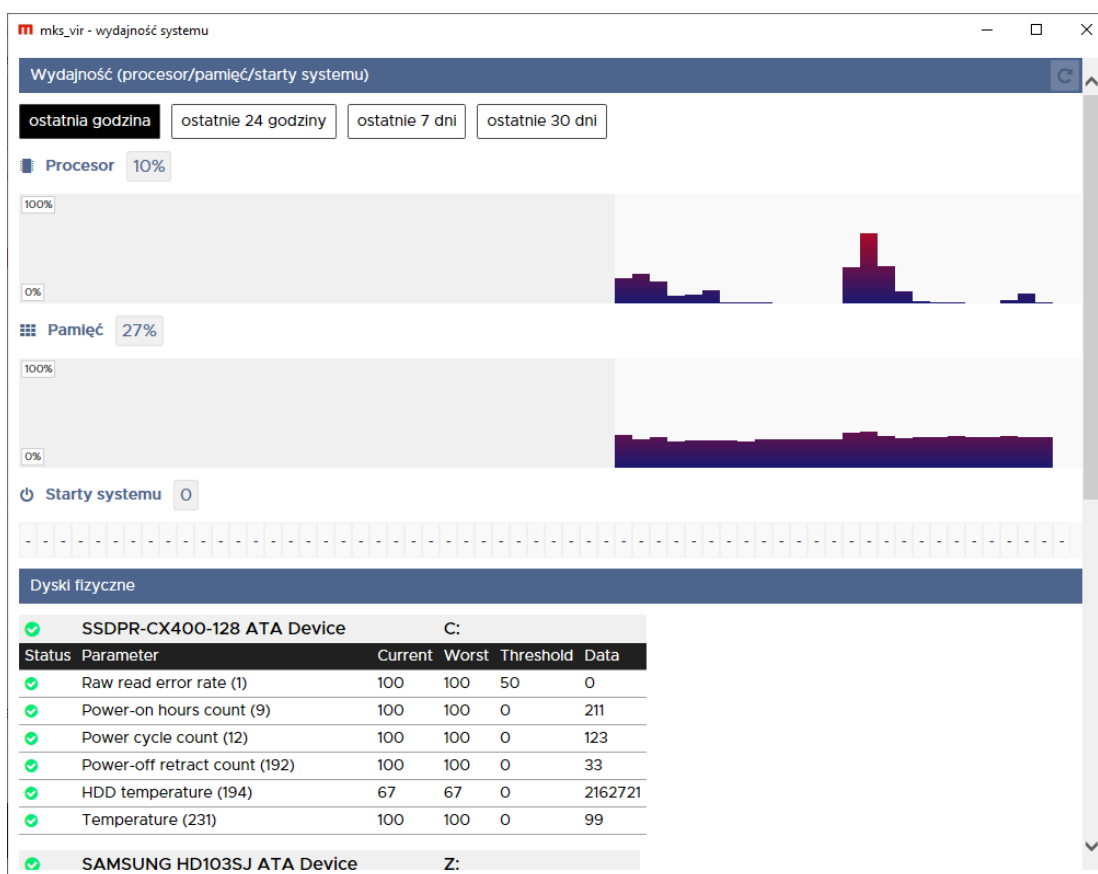 mks_vir - wydajność systemu
Wydajność (procesor/pamięć/starty systemu)
ostatnia godzina ostatnie 24 godziny ostatnie 7 dni ostatnie 30 dni
Procesor 10%
100%
0%
Pamięć 27%
100%
0%
Starty systemu 0
- - - - - - - - - - - - - - - - - - - - - - - - - - - - - - - - - - - - - - - - - - - - - - - - - - - - - - - - - - - -
Dyski fizyczne
SSDPR-CX400-128 ATA Device C:
Status Parameter Current Worst Threshold Data
Raw read error rate (1) 100 100 50 0
Power-on hours count (9) 100 100 0 211
Power cycle count (12) 100 100 0 123
Power-off retract count (192) 100 100 0 33
HDD temperature (194) 67 67 0 2162721
Temperature (231) 100 100 0 99
SAMSUNG HD103SJ ATA Device Z: